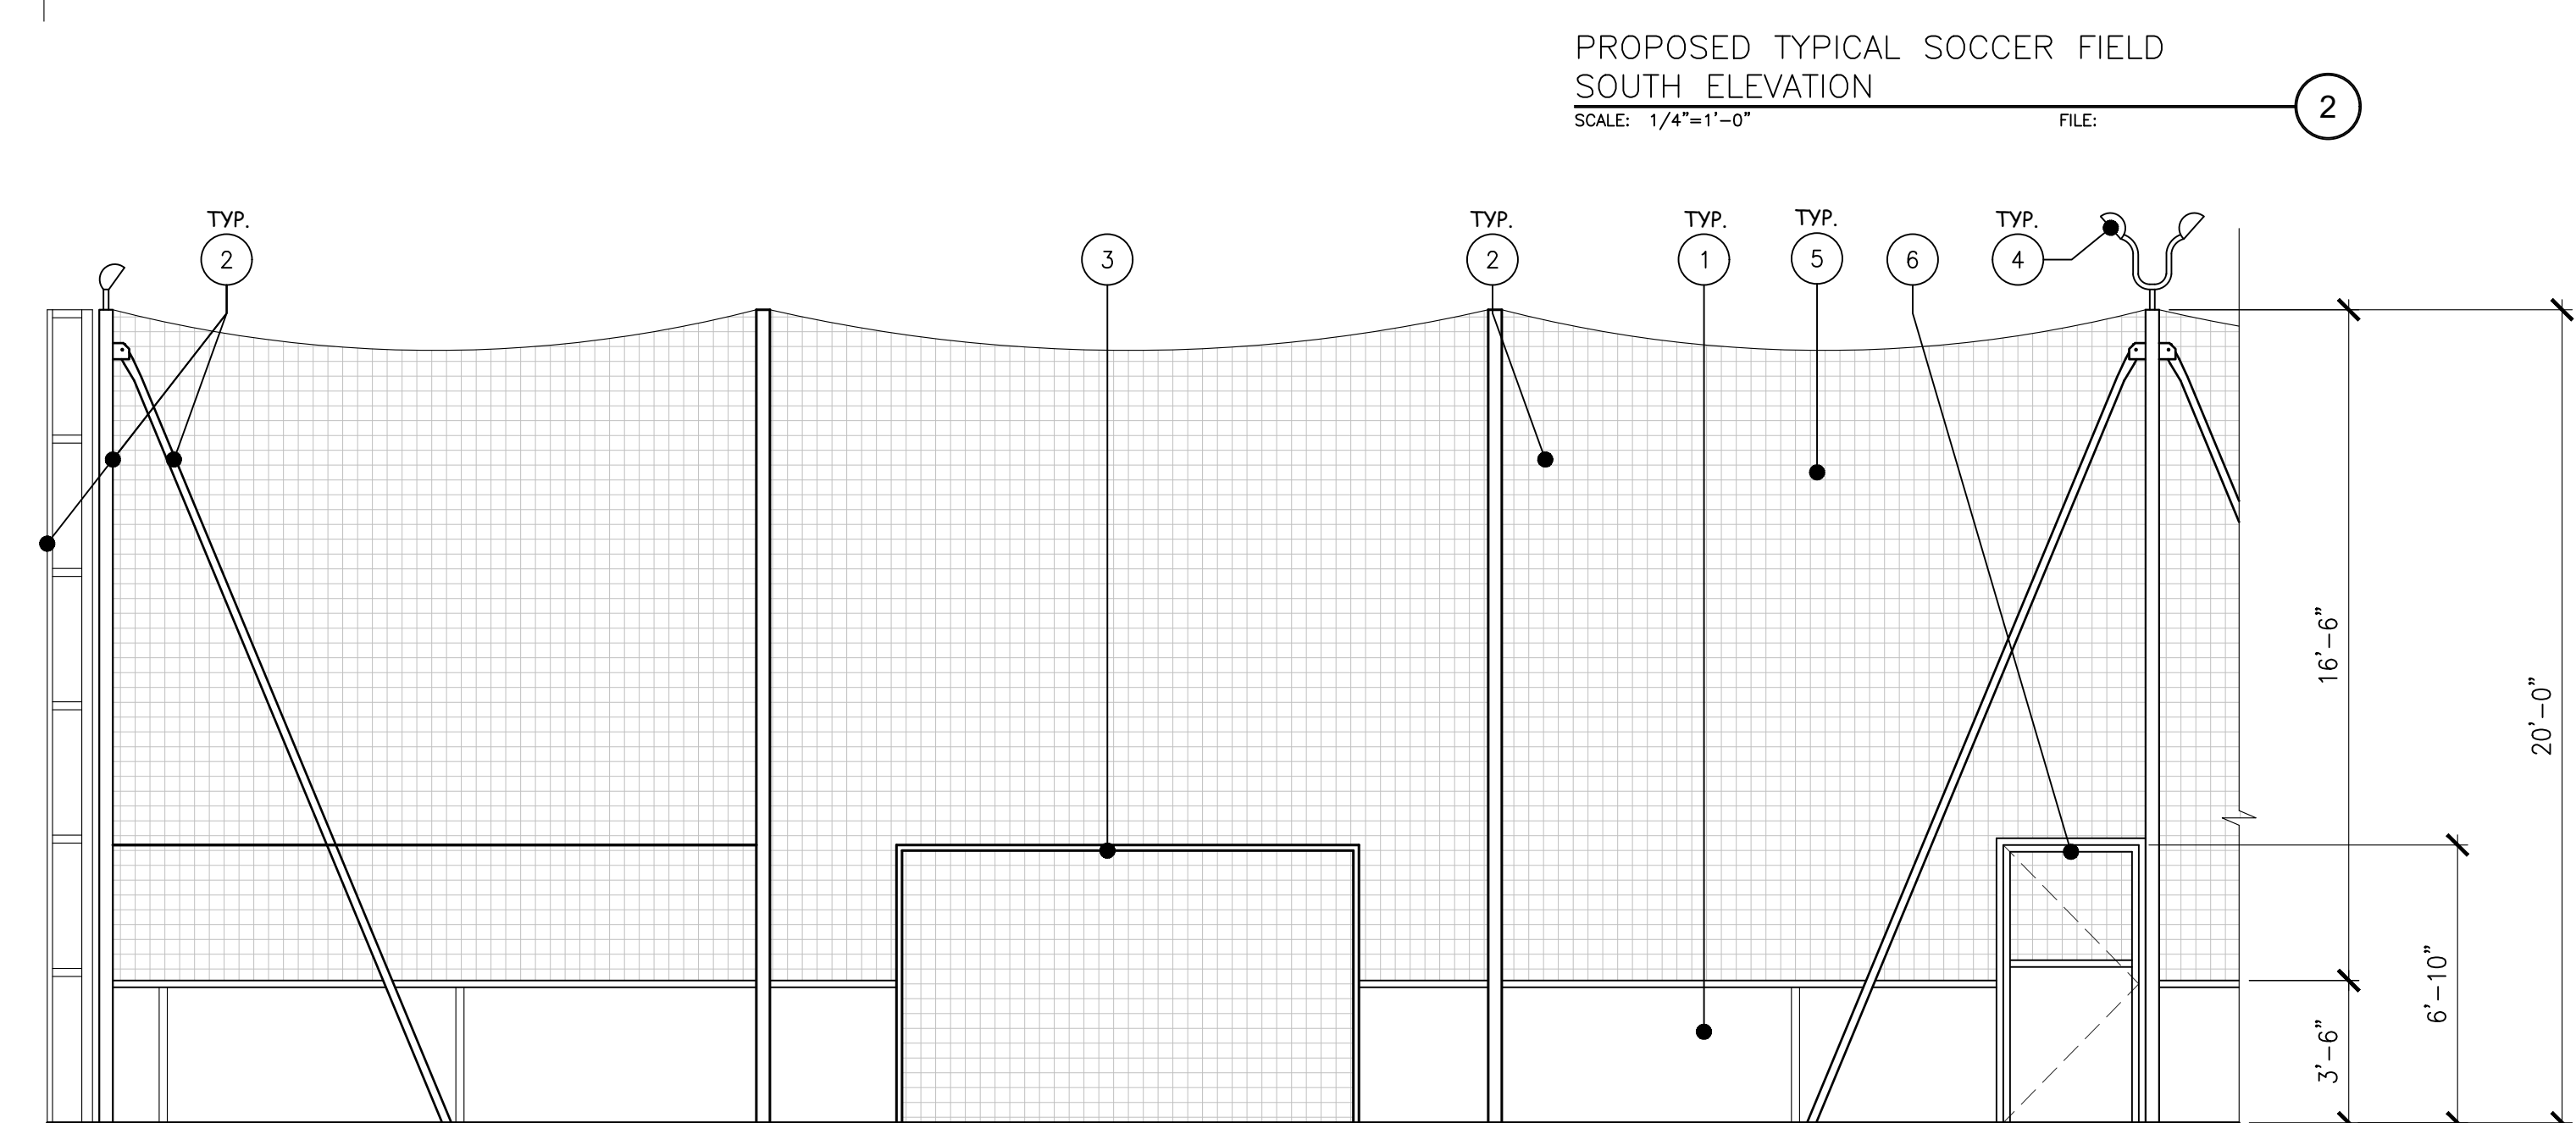 PROPOSED TYPICAL SOCCER FIELD
SOUTH ELEVATION
2
SCALE: 1/4"=1'-0"
FILE:
TYP.
2
3
TYP.
2
TYP.
1
TYP.
5
6
TYP.
4
16'-6"
20'-0"
6'-10"
3'-6"